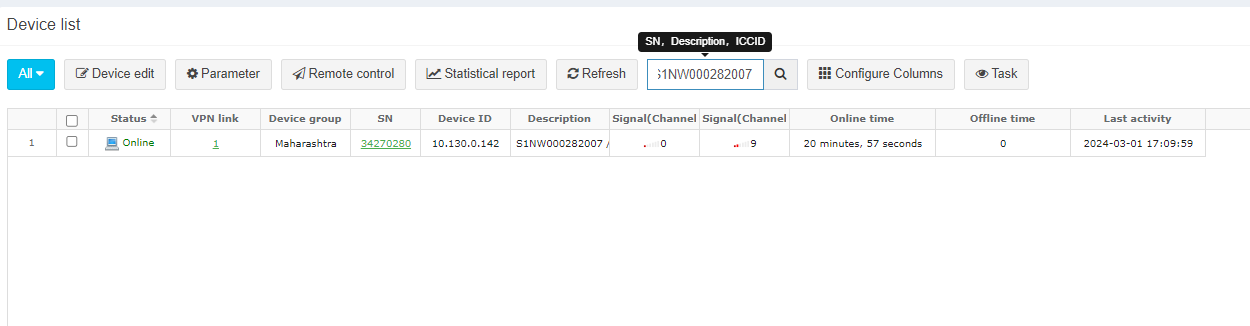 Device list
SN, Description, ICCID
All Device edit Parameter Remote control Statistical report Refresh S1NW000282007 Configure Columns Task
Status VPN link Device group SN Device ID Description Signal(Channel Signal(Channel Online time Offline time Last activity
1 Online 1 Maharashtra 34270280 10.130.0.142 S1NW000282007 / 0 9 20 minutes, 57 seconds 0 2024-03-01 17:09:59